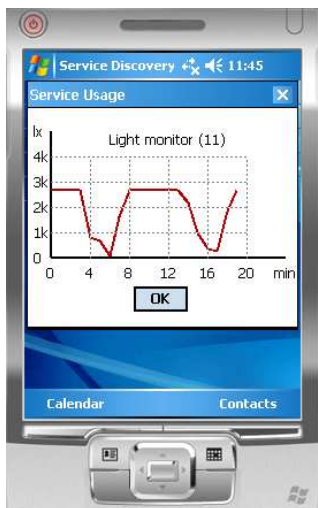 Service Discovery 11:45
Service Usage
lx
Light monitor (11)
4k
3k
2k
1k
0
0 4 8 12 16 20 min
OK
Calendar Contacts